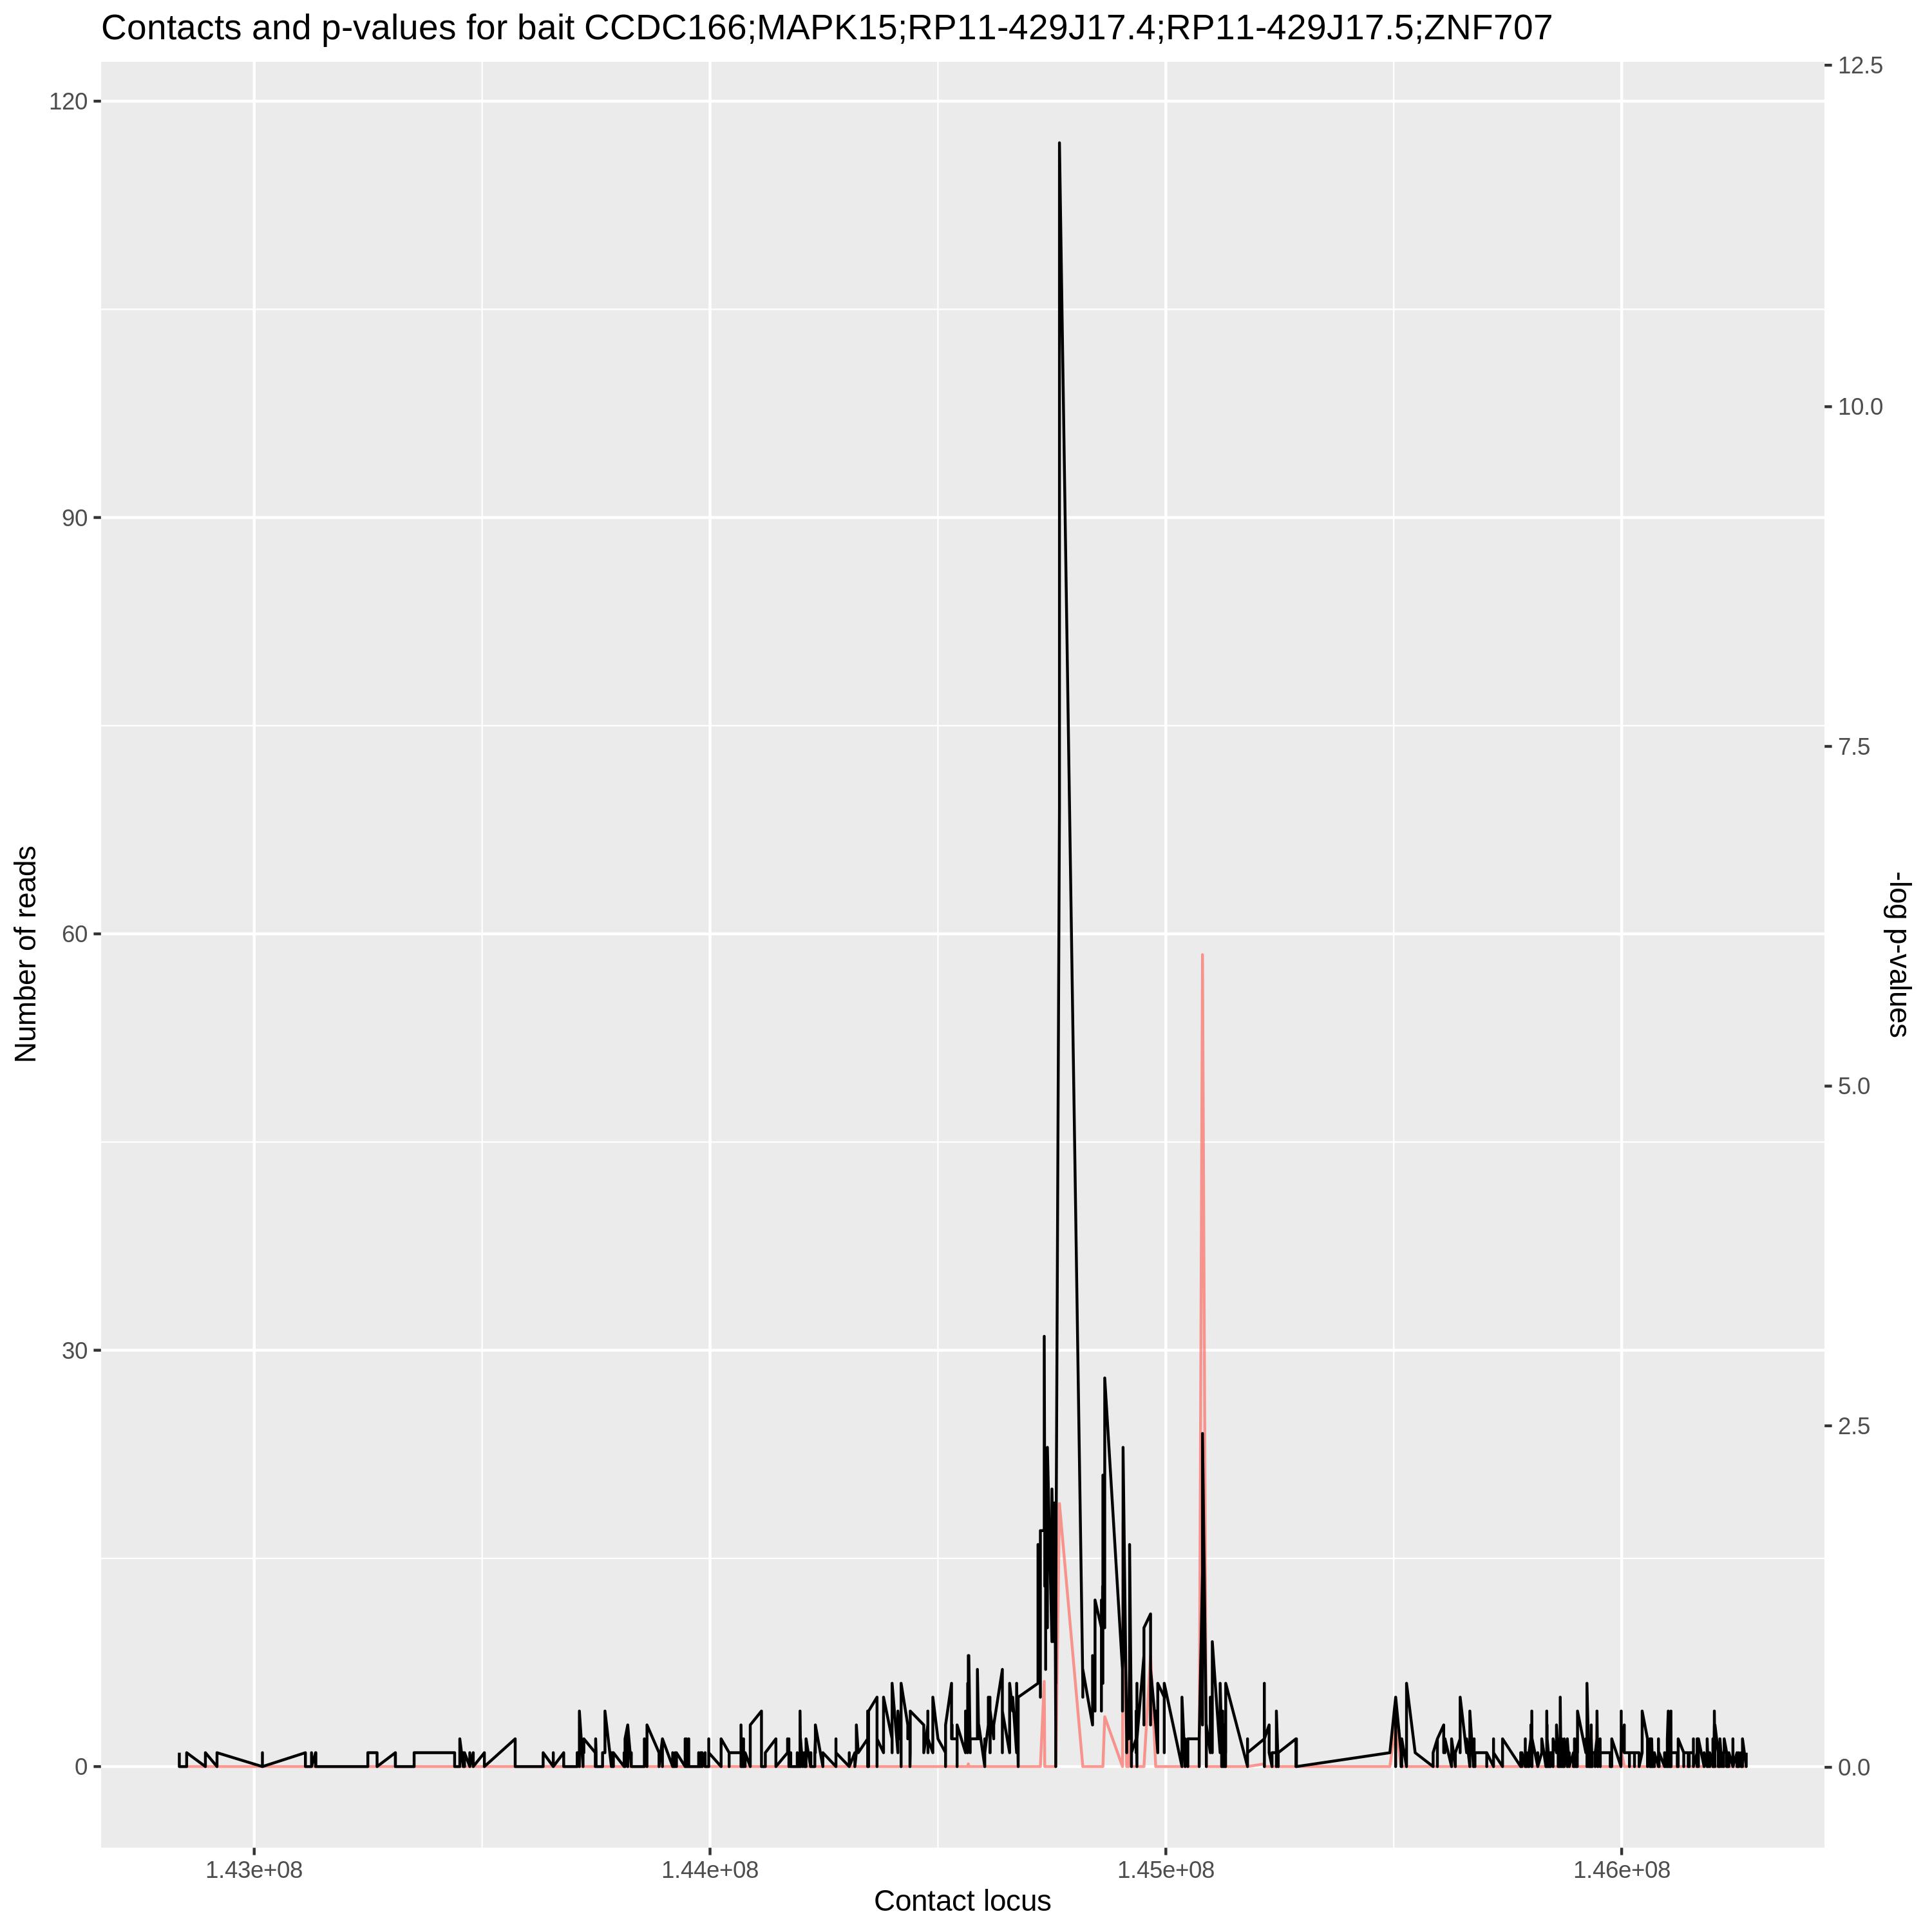 Contacts and p-values for bait CCDC166;MAPK15;RP11-429J17.4;RP11-429J17.5;ZNF707
120
90
60
30
0
Number of reads
12.5
10.0
7.5
5.0
2.5
0.0
-log p-values
1.43e+08
1.44e+08
1.45e+08
1.46e+08
Contact locus